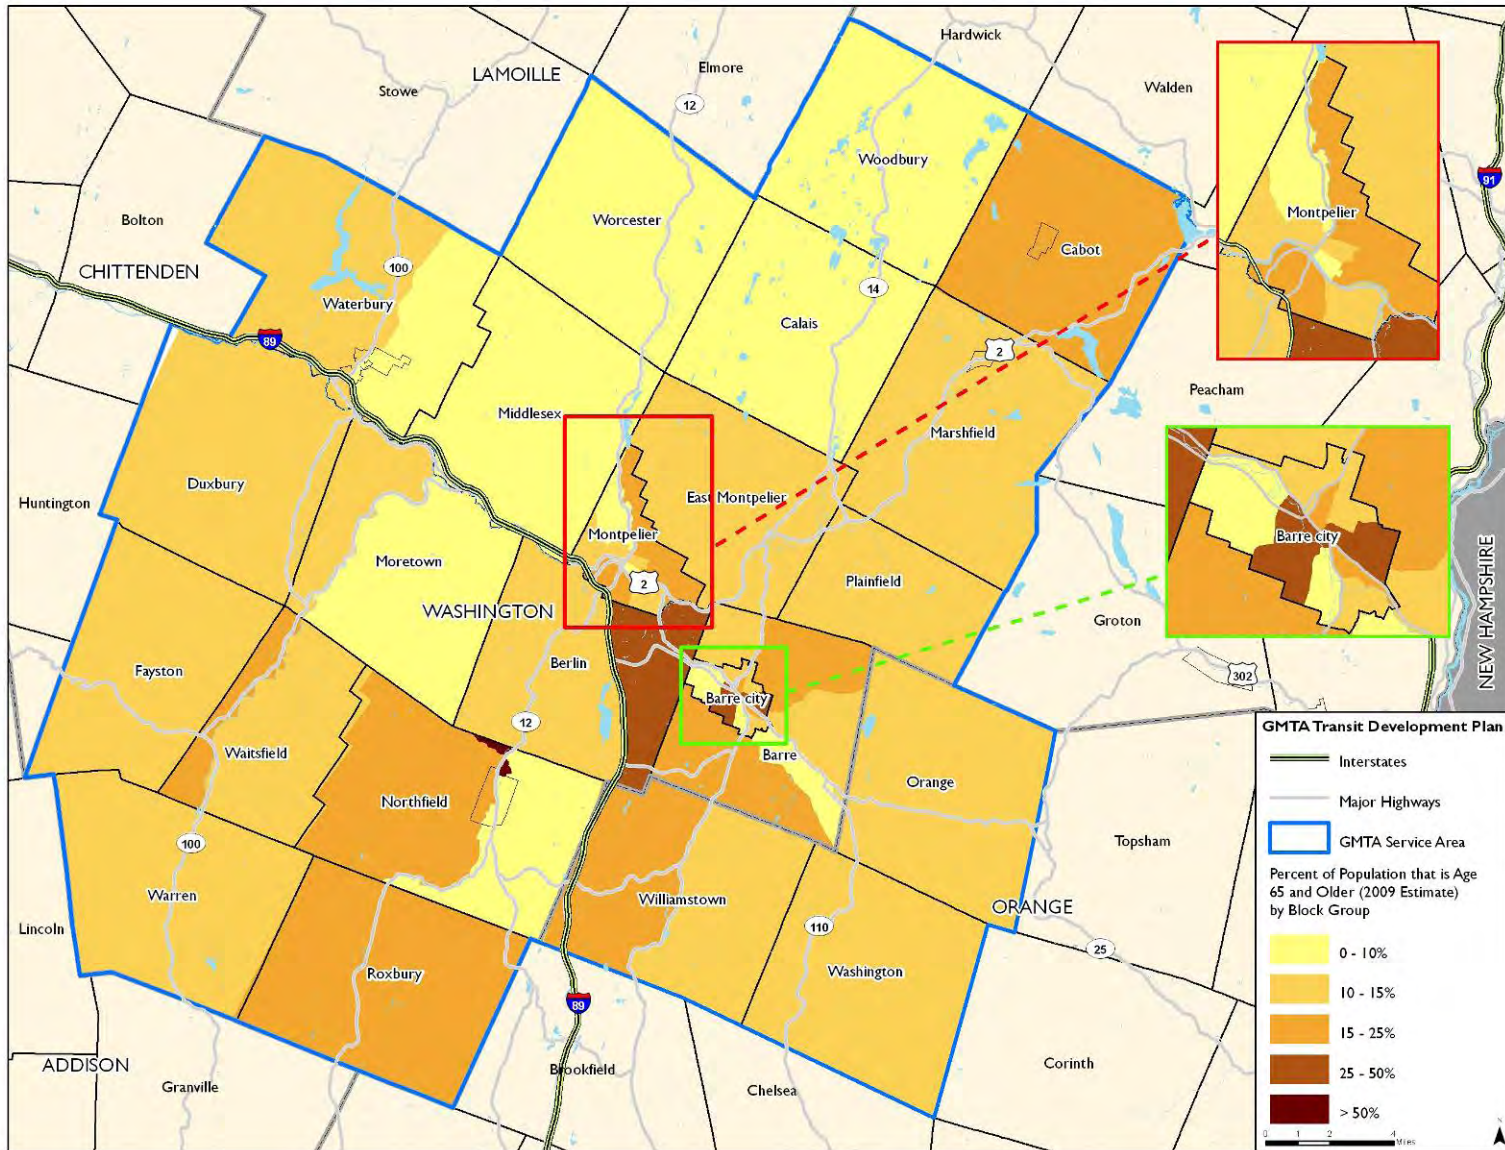 Hardwick
LAMOILLE
Elmore
Stowe
Walden
12
91
Woodbury
Bolton
Worcester
Montpelier
Cabot
CHITTENDEN
100
14
Waterbury
Calais
89
2
Peacham
Middlesex
Marshfield
Huntington
Duxbury
East Montpelier
Montpelier
Barre city
Moretown
2
Plainfield
WASHINGTON
Groton
NEW HAMPSHIRE
Fayston
Berlin
302
Barre city
12
Waitsfield
Barre
Orange
Northfield
100
Topsham
Warren
Williamstown
ORANGE
Lincoln
110
25
Roxbury
Washington
89
ADDISON
Granville
Brookfield
Chelsea
Corinth
GMTA Transit Development Plan
Interstates
Major Highways
GMTA Service Area
Percent of Population that is Age
65 and Older (2009 Estimate)
by Block Group
0 - 10%
10 - 15%
15 - 25%
25 - 50%
> 50%
0 1 2 4
Miles
N